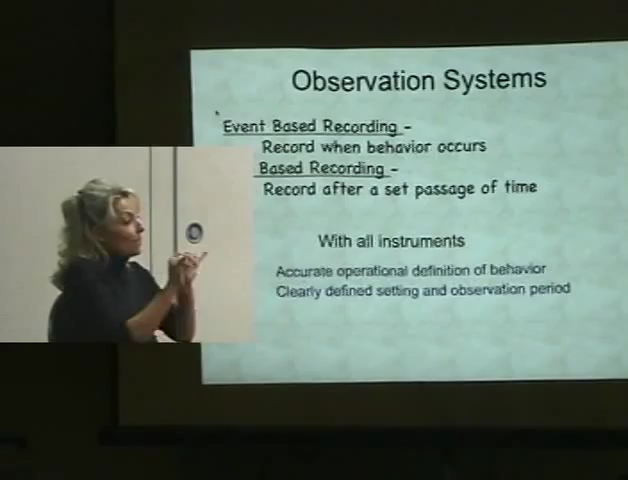 Observation Systems
Event Based Recording -
Record when behavior occurs
Based Recording -
Record after a set passage of time
With all instruments
Accurate operational definition of behavior
Clearly defined setting and observation period